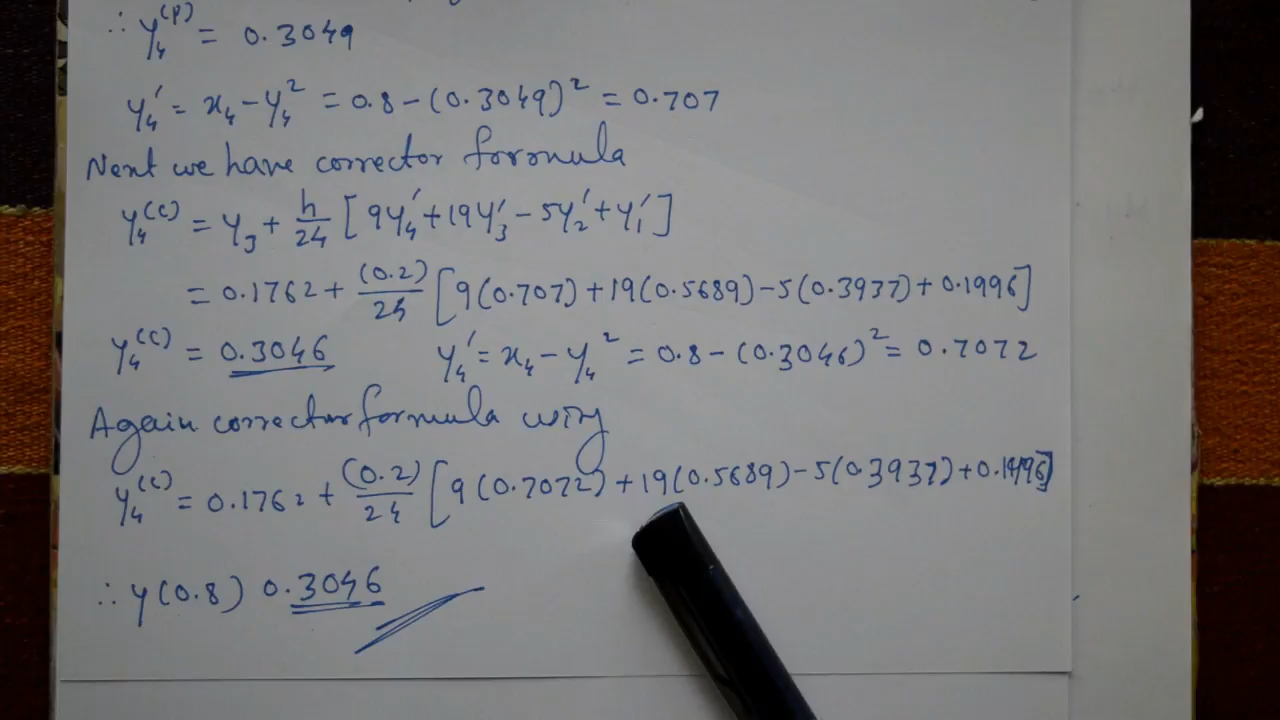 ∴ y₄⁽ᵖ⁾ = 0.3049
y₄' = x₄ - y₄² = 0.8 - (0.3049)² = 0.707
Next we have corrector formula
y₄⁽ᶜ⁾ = y₃ + h/24 [9y₄' + 19y₃' - 5y₂' + y₁']
= 0.1762 + (0.2)/24 [9(0.707) + 19(0.5689) - 5(0.3937) + 0.1996]
y₄⁽ᶜ⁾ = 0.3046 y₄' = x₄ - y₄² = 0.8 - (0.3046)² = 0.7072
Again corrector formula
y₄⁽ᶜ⁾ = 0.1762 + (0.2)/24 [9(0.7072) + 19(0.5689) - 5(0.3937) + 0.1996]
∴ y(0.8) 0.3046